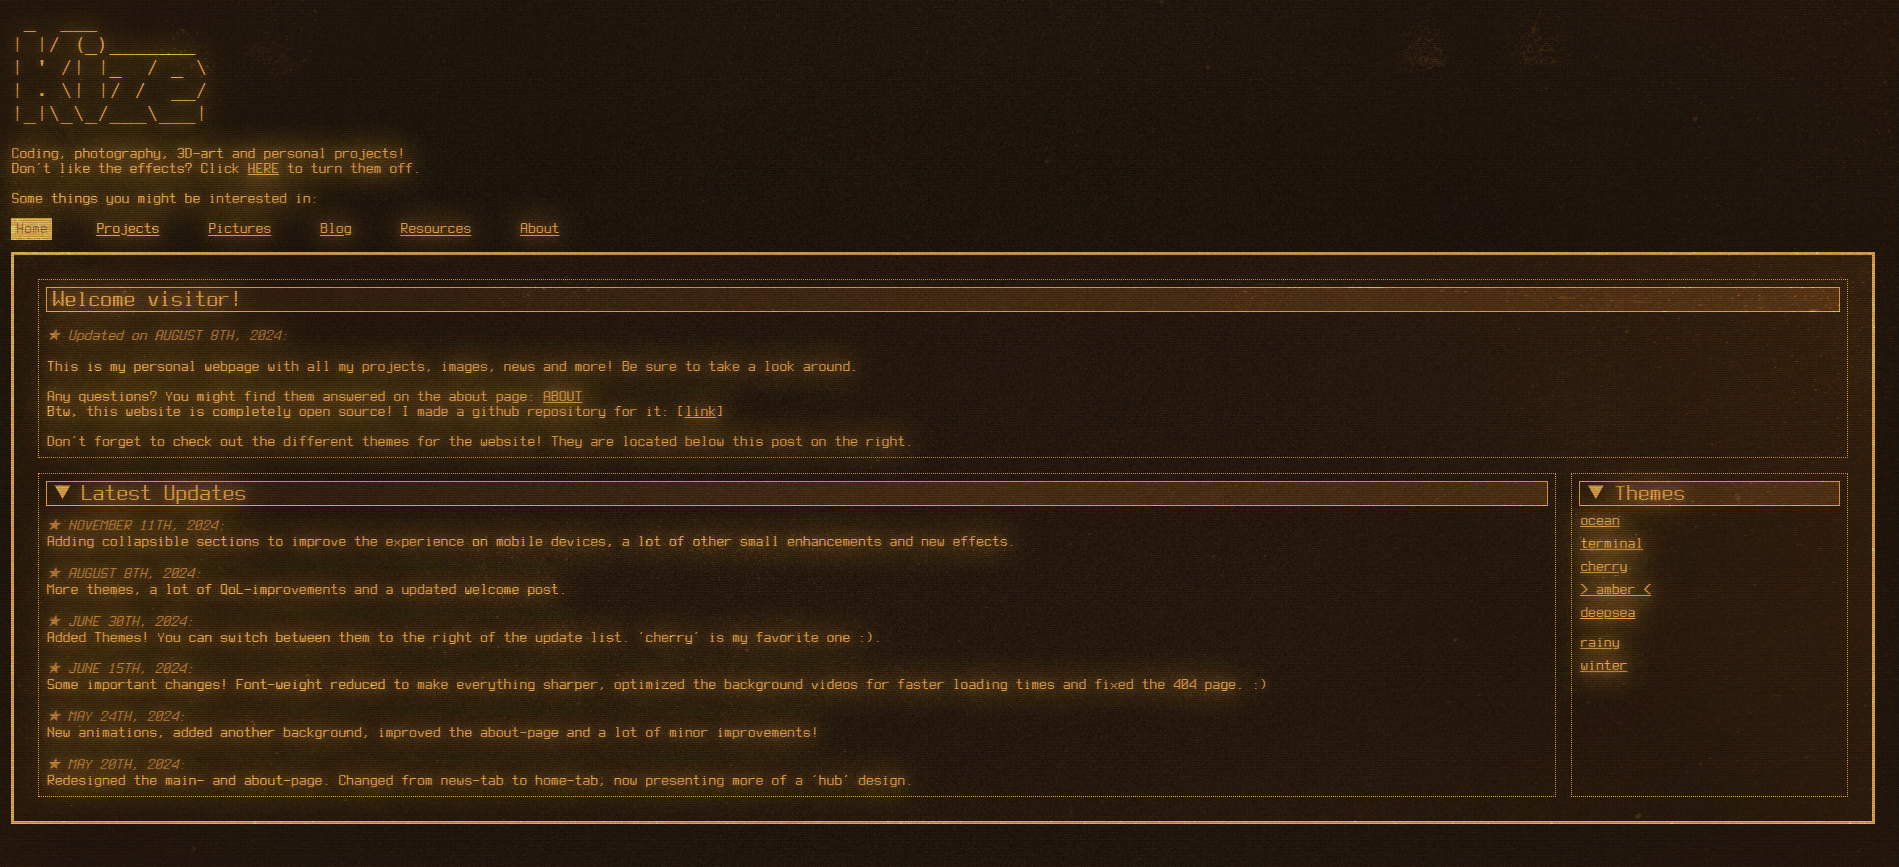 Kize
Coding, photography, 3D-art and personal projects!
Don't like the effects? Click HERE to turn them off.
Some things you might be interested in:
Home Projects Pictures Blog Resources About
Welcome visitor!
★ Updated on AUGUST 8TH, 2024:
This is my personal webpage with all my projects, images, news and more! Be sure to take a look around.
Any questions? You might find them answered on the about page: ABOUT
Btw, this website is completely open source! I made a github repository for it: [link]
Don't forget to check out the different themes for the website! They are located below this post on the right.
▼ Latest Updates
★ NOVEMBER 11TH, 2024:
Adding collapsible sections to improve the experience on mobile devices, a lot of other small enhancements and new effects.
★ AUGUST 8TH, 2024:
More themes, a lot of QoL-improvements and a updated welcome post.
★ JUNE 30TH, 2024:
Added Themes! You can switch between them to the right of the update list. 'cherry' is my favorite one :).
★ JUNE 15TH, 2024:
Some important changes! Font-weight reduced to make everything sharper, optimized the background videos for faster loading times and fixed the 404 page. :)
★ MAY 24TH, 2024:
New animations, added another background, improved the about-page and a lot of minor improvements!
★ MAY 20TH, 2024:
Redesigned the main- and about-page. Changed from news-tab to home-tab; now presenting more of a 'hub' design.
▼ Themes
ocean
terminal
cherry
> amber <
deepsea
rainy
winter